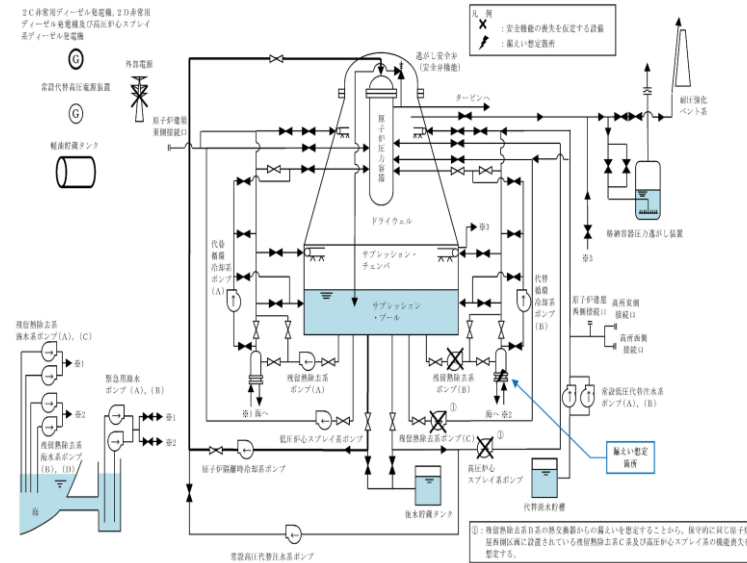 2C非常用ディーゼル発電機, 2D非常用
ディーゼル発電機及び高圧炉心スプレイ
系ディーゼル発電機
G
外部電源
常設代替高圧電源装置
G
軽油貯蔵タンク
原子炉建屋
東側接続口
凡 例
:安全機能の喪失を仮定する設備
:漏えい想定箇所
逃がし安全弁
(安全弁機能)
タービンへ
原子炉圧力容器
耐圧強化
ベント系
格納容器圧力逃がし装置
ドライウェル
※3
※3
サプレッション・
チェンバ
サプレッション
・プール
代替
循環
冷却系
ポンプ
(A)
代替
循環
冷却系
ポンプ
(B)
原子炉建屋
西側接続口
高所東側
接続口
高所西側
接続口
残留熱除去系
海水系ポンプ(A),(C)
※1
※2
残留熱除去系
海水系ポンプ
(B),(D)
緊急用海水
ポンプ(A),(B)
※1
※2
海
残留熱除去系
ポンプ(A)
残留熱除去系
ポンプ(B)
※1 海へ
海へ ※2
常設低圧代替注水系
ポンプ(A),(B)
①
低圧炉心スプレイ系ポンプ
残留熱除去系ポンプ(C)
①
原子炉隔離時冷却系ポンプ
高圧炉心
スプレイ系ポンプ
漏えい想定
箇所
復水貯蔵タンク
代替淡水貯槽
常設高圧代替注水系ポンプ
①:残留熱除去系B系の熱交換器からの漏えいを想定することから, 保守的に同じ原子炉
屋西側区画に設置されている残留熱除去系C系及び高圧炉心スプレイ系の機能喪失を
想定する。